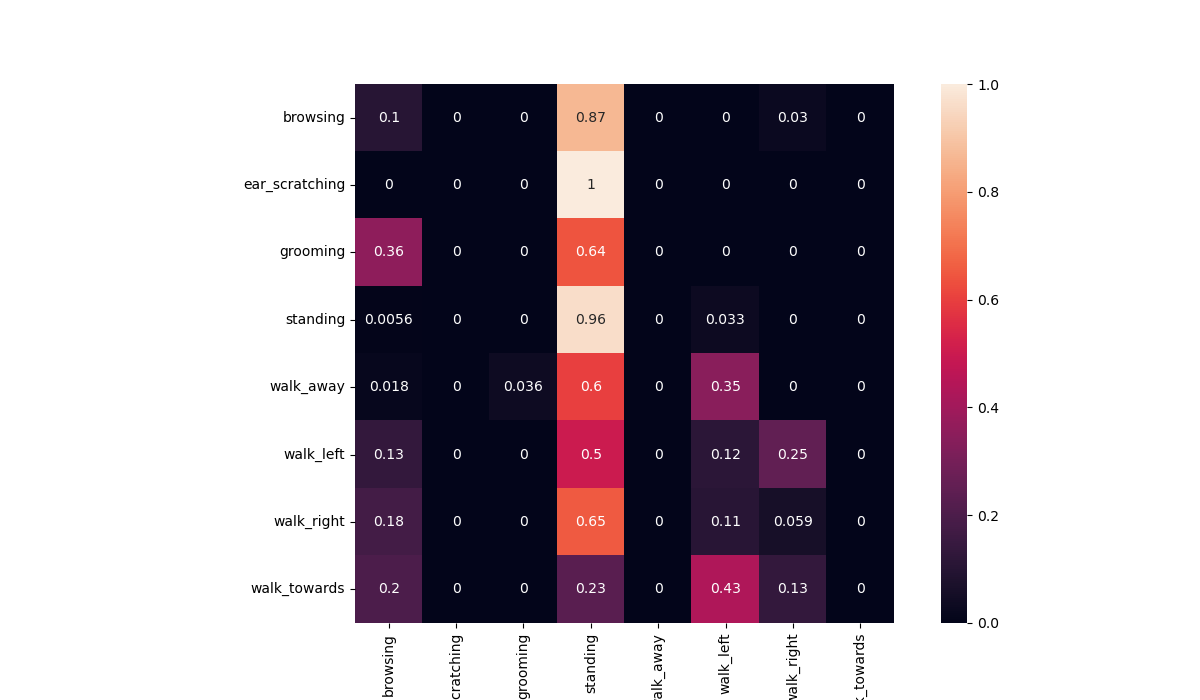 browsing 0.1 0 0 0.87 0 0 0.03 0
ear_scratching 0 0 0 1 0 0 0 0
grooming 0.36 0 0 0.64 0 0 0 0
standing 0.0056 0 0 0.96 0 0.033 0 0
walk_away 0.018 0 0.036 0.6 0 0.35 0 0
walk_left 0.13 0 0 0.5 0 0.12 0.25 0
walk_right 0.18 0 0 0.65 0 0.11 0.059 0
walk_towards 0.2 0 0 0.23 0 0.43 0.13 0
browsing
cratching
grooming
standing
alk_away
walk_left
walk_right
_towards
1.0
0.8
0.6
0.4
0.2
0.0